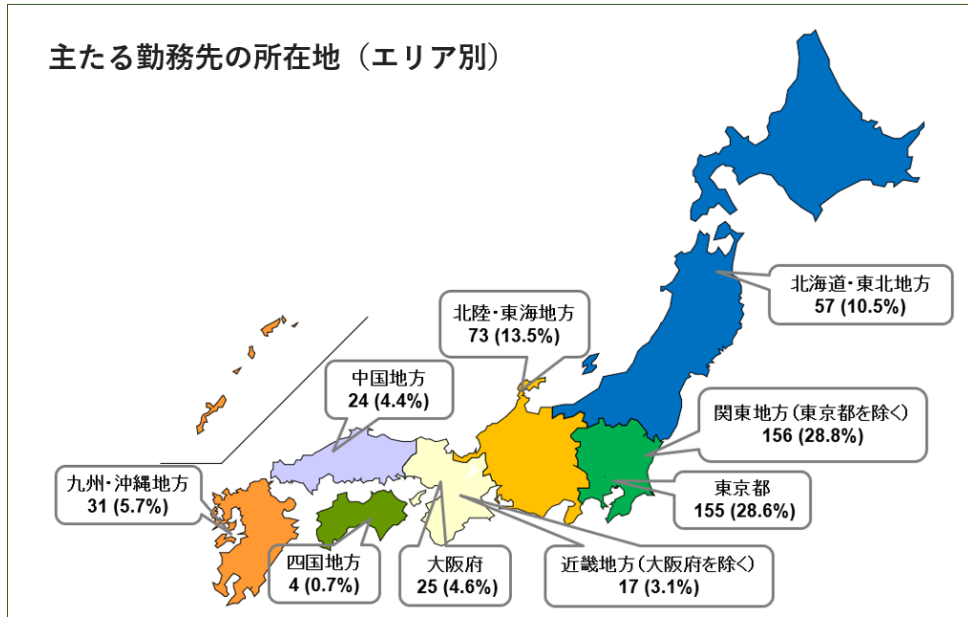 主たる勤務先の所在地（エリア別）
北海道・東北地方
57 (10.5%)
北陸・東海地方
73 (13.5%)
中国地方
24 (4.4%)
関東地方（東京都を除く）
156 (28.8%)
九州・沖縄地方
31 (5.7%)
東京都
155 (28.6%)
四国地方
4 (0.7%)
大阪府
25 (4.6%)
近畿地方（大阪府を除く）
17 (3.1%)